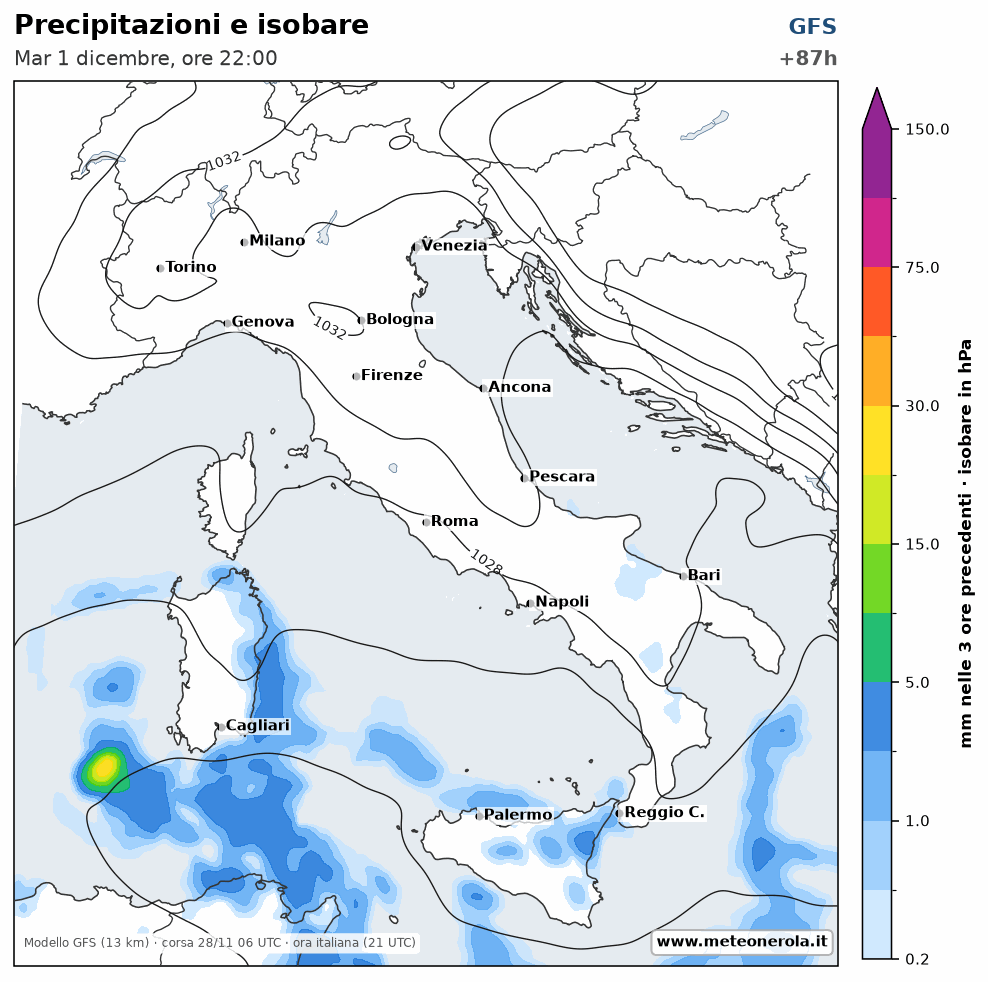 Precipitazioni e isobare
GFS
Mar 1 dicembre, ore 22:00
+87h
1032
Milano
Venezia
Torino
Genova
1032
Bologna
Firenze
Ancona
Pescara
Roma
1028
Bari
Napoli
Cagliari
Palermo
Reggio C.
Modello GFS (13 km) · corsa 28/11 06 UTC · ora italiana (21 UTC)
www.meteonerola.it
150.0
75.0
30.0
15.0
5.0
1.0
0.2
mm nelle 3 ore precedenti · isobare in hPa